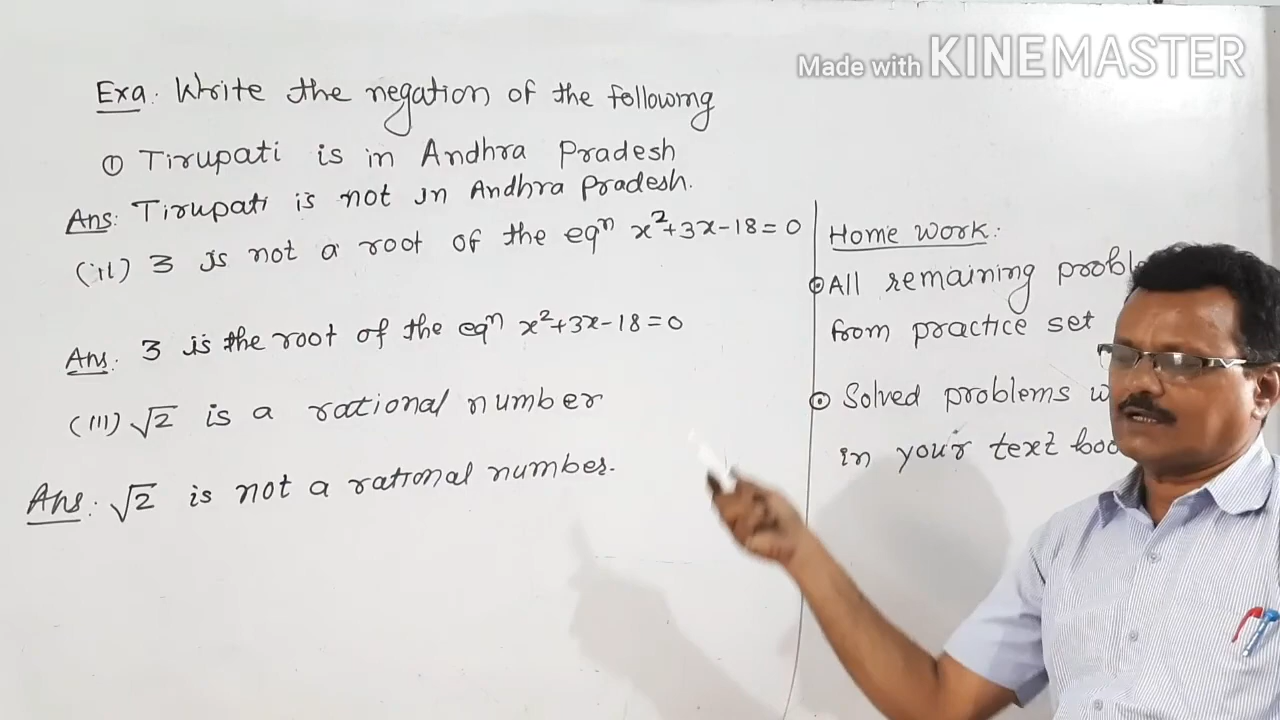 Made with KINEMASTER
Exa. Write the negation of the following
① Tirupati is in Andhra Pradesh
Ans: Tirupati is not in Andhra Pradesh.
(ii) 3 is not a root of the eqⁿ x²+3x-18=0
Ans: 3 is the root of the eqⁿ x²+3x-18=0
(iii) √2 is a rational number
Ans: √2 is not a rational number.
Home work:
⊙ All remaining
from practice set
⊙ Solved problems
in your text